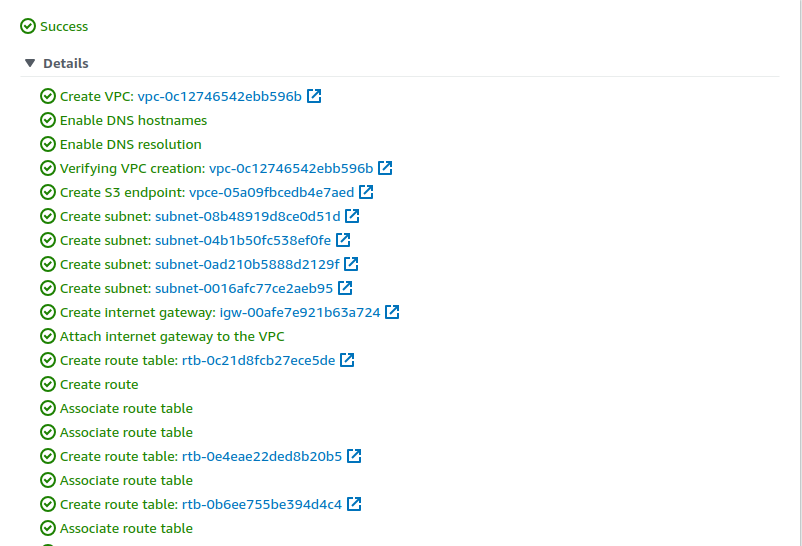 Success
Details
Create VPC: vpc-0c12746542ebb596b
Enable DNS hostnames
Enable DNS resolution
Verifying VPC creation: vpc-0c12746542ebb596b
Create S3 endpoint: vpce-05a09fbcedb4e7aed
Create subnet: subnet-08b48919d8ce0d51d
Create subnet: subnet-04b1b50fc538ef0fe
Create subnet: subnet-0ad210b5888d2129f
Create subnet: subnet-0016afc77ce2aeb95
Create internet gateway: igw-00afe7e921b63a724
Attach internet gateway to the VPC
Create route table: rtb-0c21d8fcb27ece5de
Create route
Associate route table
Associate route table
Create route table: rtb-0e4eae22ded8b20b5
Associate route table
Create route table: rtb-0b6ee755be394d4c4
Associate route table